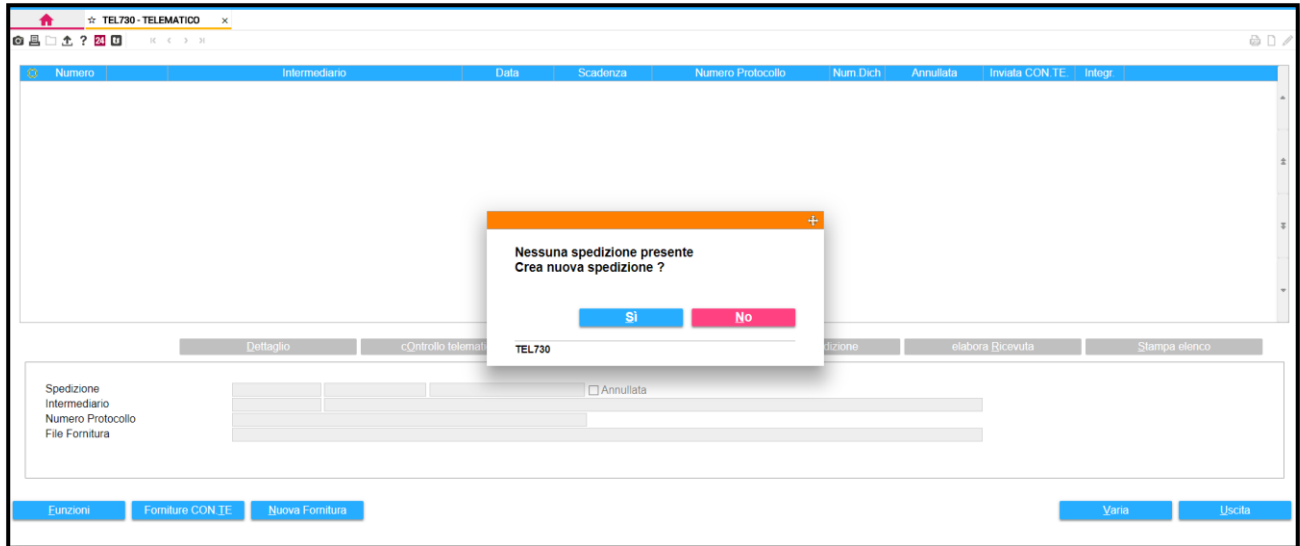 TEL730 - TELEMATICO ×
? 24
Numero Intermediario Data Scadenza Numero Protocollo Num.Dich Annullata Inviata CON.TE. Integr.
Nessuna spedizione presente
Crea nuova spedizione ?
Sì No
TEL730
Dettaglio cOntrollo telemati dizione elabora Ricevuta Stampa elenco
Spedizione Annullata
Intermediario
Numero Protocollo
File Fornitura
Funzioni Forniture CON.TE Nuova Fornitura Varia Uscita